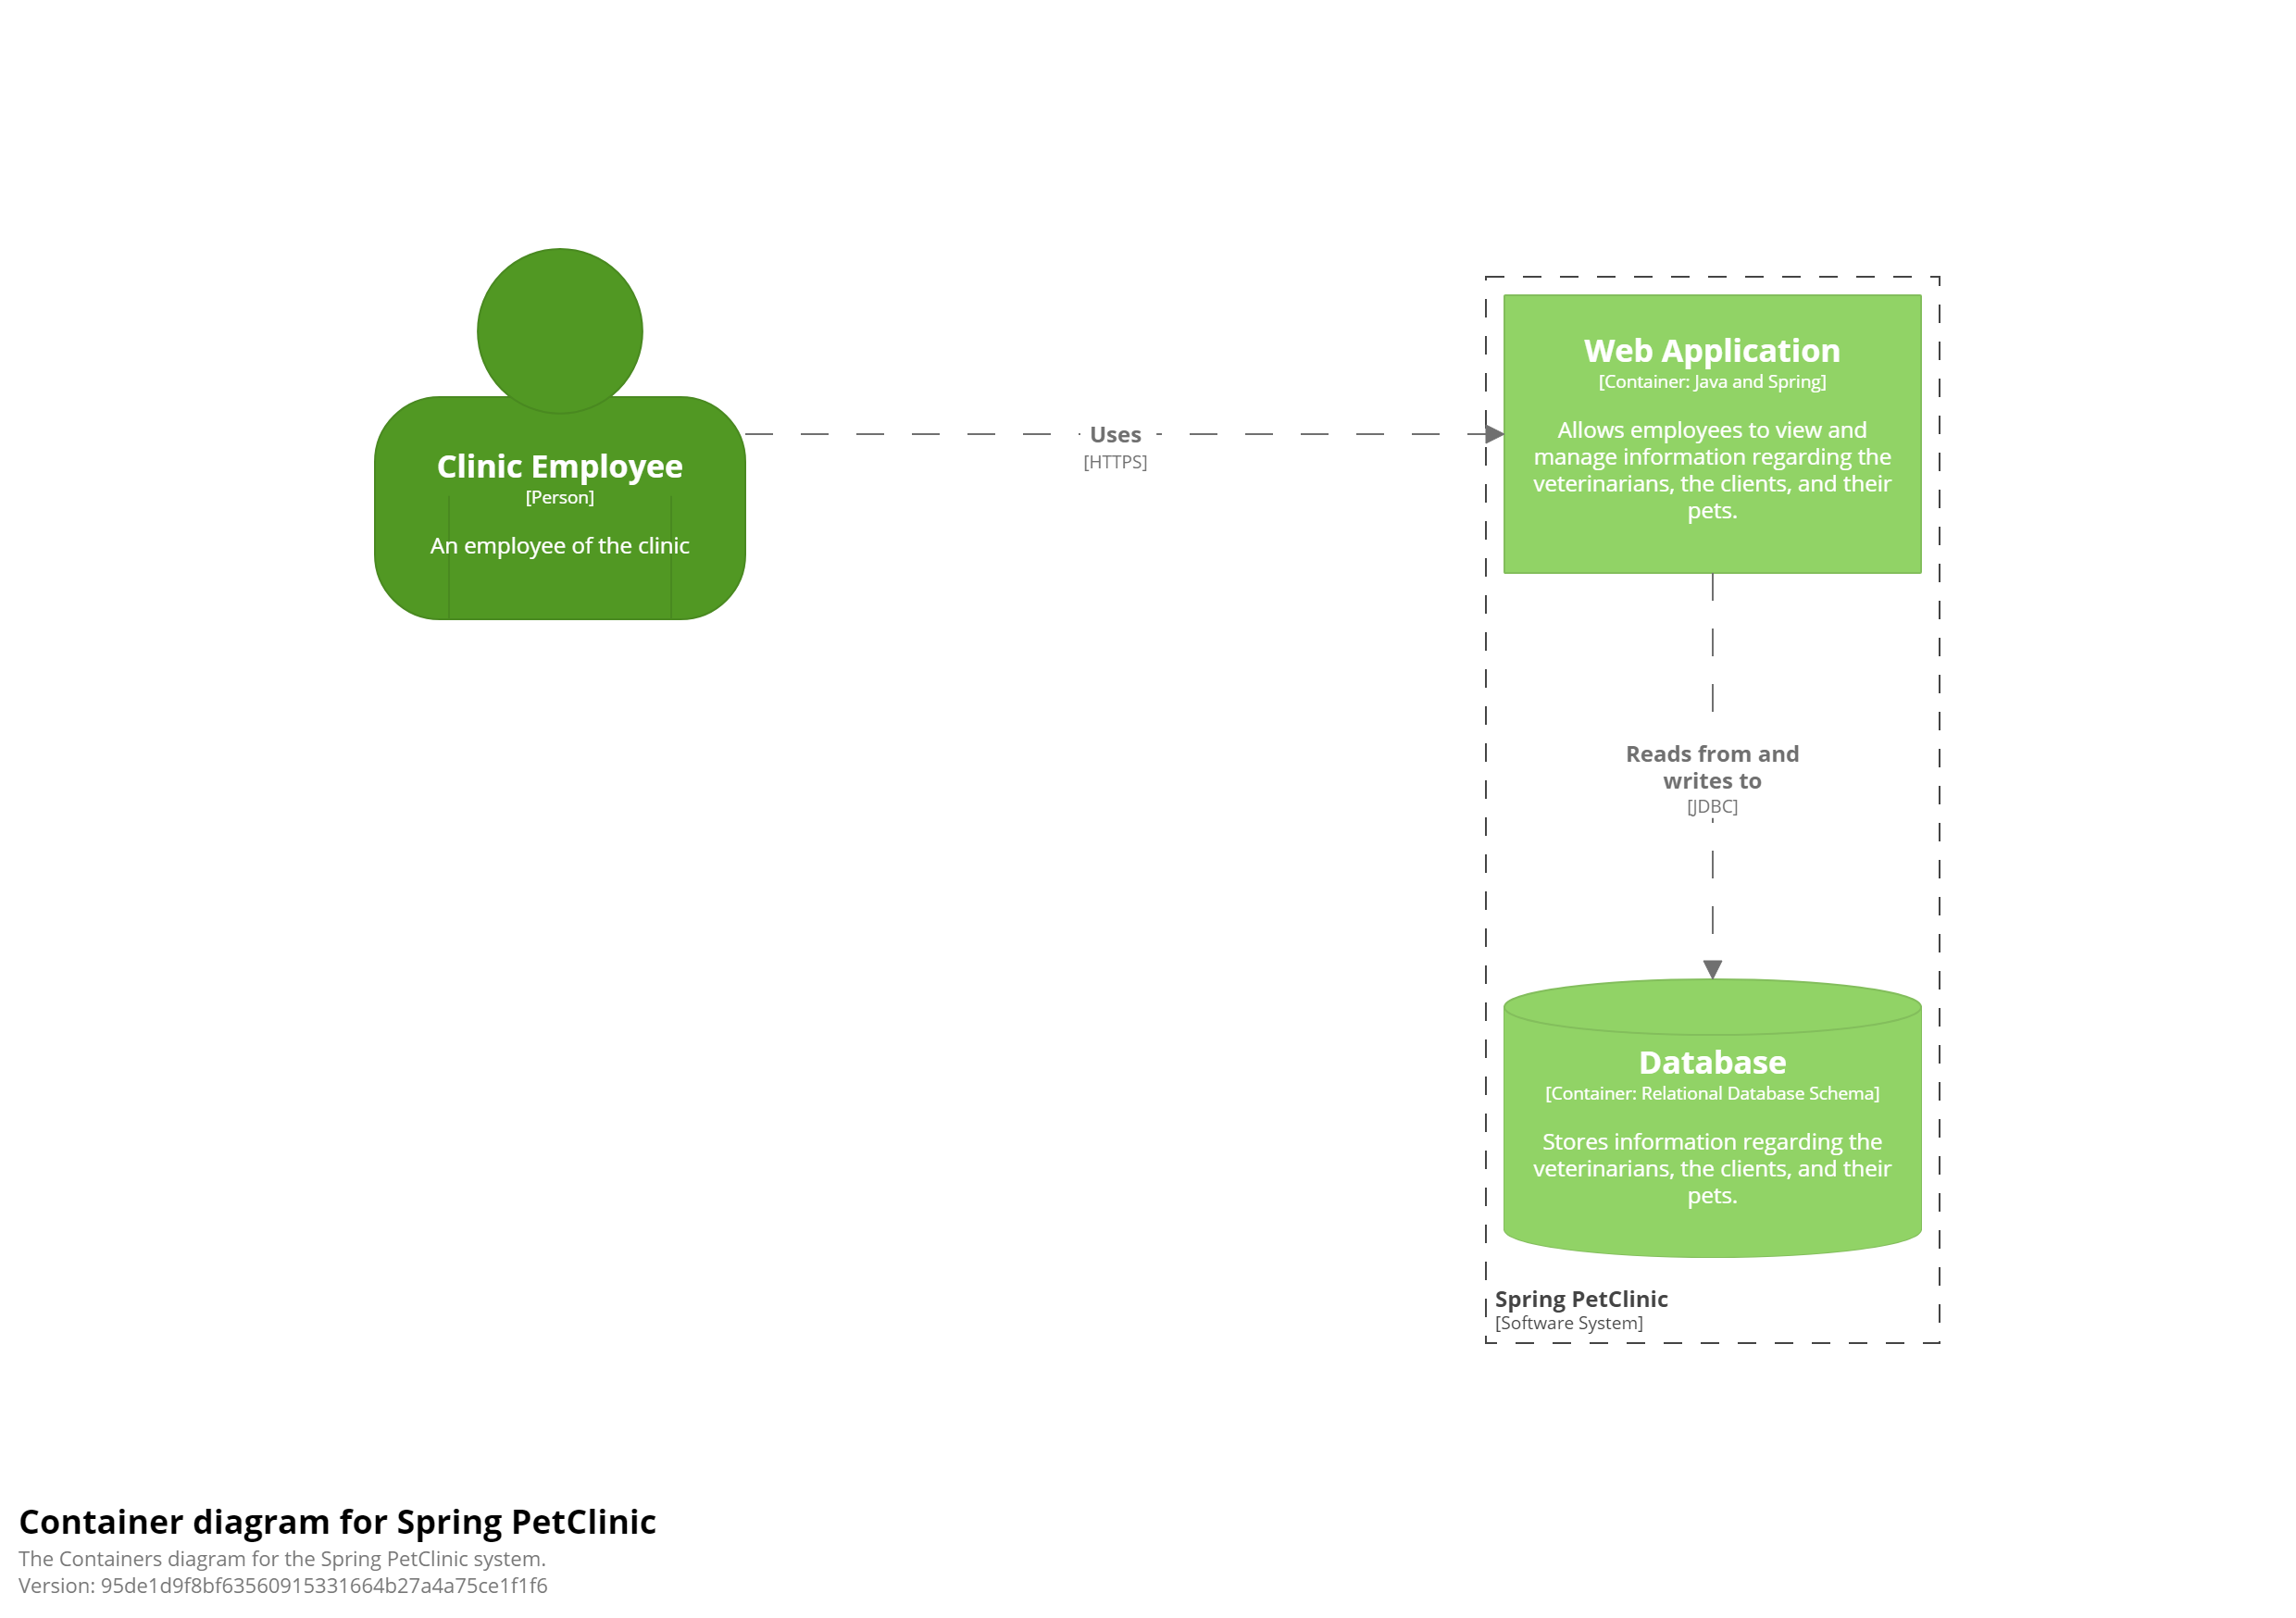 Clinic Employee
[Person]
An employee of the clinic
Uses
[HTTPS]
Web Application
[Container: Java and Spring]
Allows employees to view and
manage information regarding the
veterinarians, the clients, and their
pets.
Reads from and
writes to
[JDBC]
Database
[Container: Relational Database Schema]
Stores information regarding the
veterinarians, the clients, and their
pets.
Spring PetClinic
[Software System]
Container diagram for Spring PetClinic
The Containers diagram for the Spring PetClinic system.
Version: 95de1d9f8bf63560915331664b27a4a75ce1f1f6